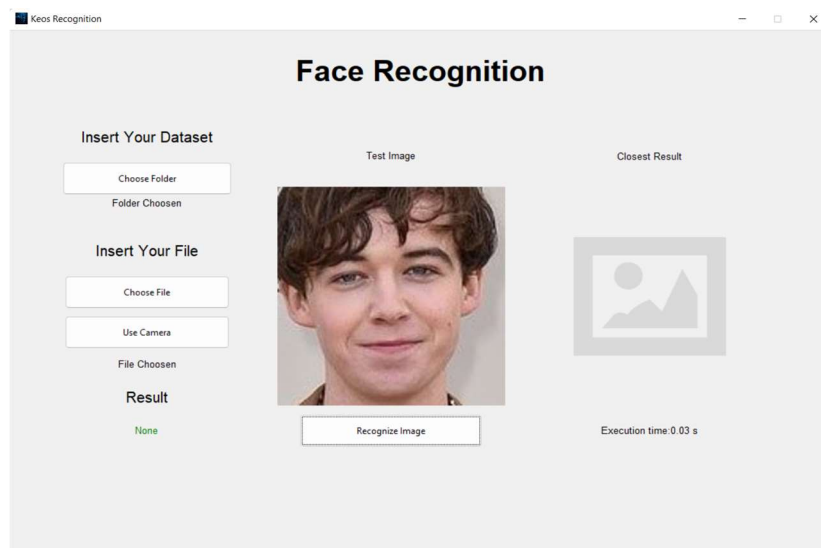 Keos Recognition
Face Recognition
Insert Your Dataset
Choose Folder
Folder Choosen
Insert Your File
Choose File
Use Camera
File Choosen
Result
None
Test Image
Recognize Image
Closest Result
Execution time:0.03 s